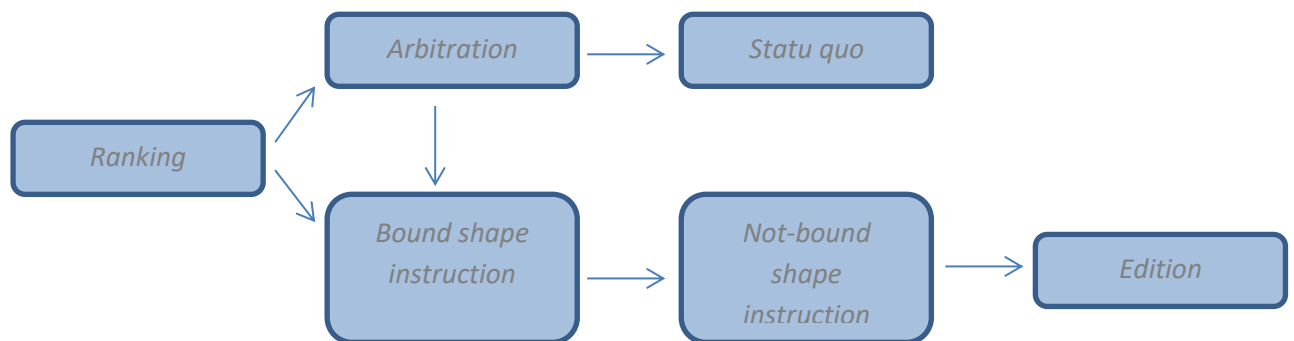 Arbitration
Statu quo
Ranking
Bound shape
instruction
Not-bound
shape
instruction
Edition